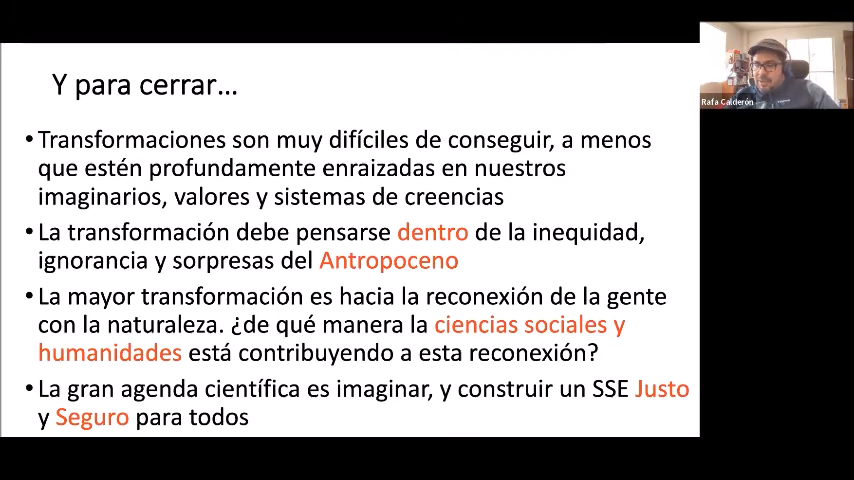 Y para cerrar...
• Transformaciones son muy difíciles de conseguir, a menos
que estén profundamente enraizadas en nuestros
imaginarios, valores y sistemas de creencias
• La transformación debe pensarse dentro de la inequidad,
ignorancia y sorpresas del Antropoceno
• La mayor transformación es hacia la reconexión de la gente
con la naturaleza. ¿de qué manera la ciencias sociales y
humanidades está contribuyendo a esta reconexión?
• La gran agenda científica es imaginar, y construir un SSE Justo
y Seguro para todos
Rafa Calderón